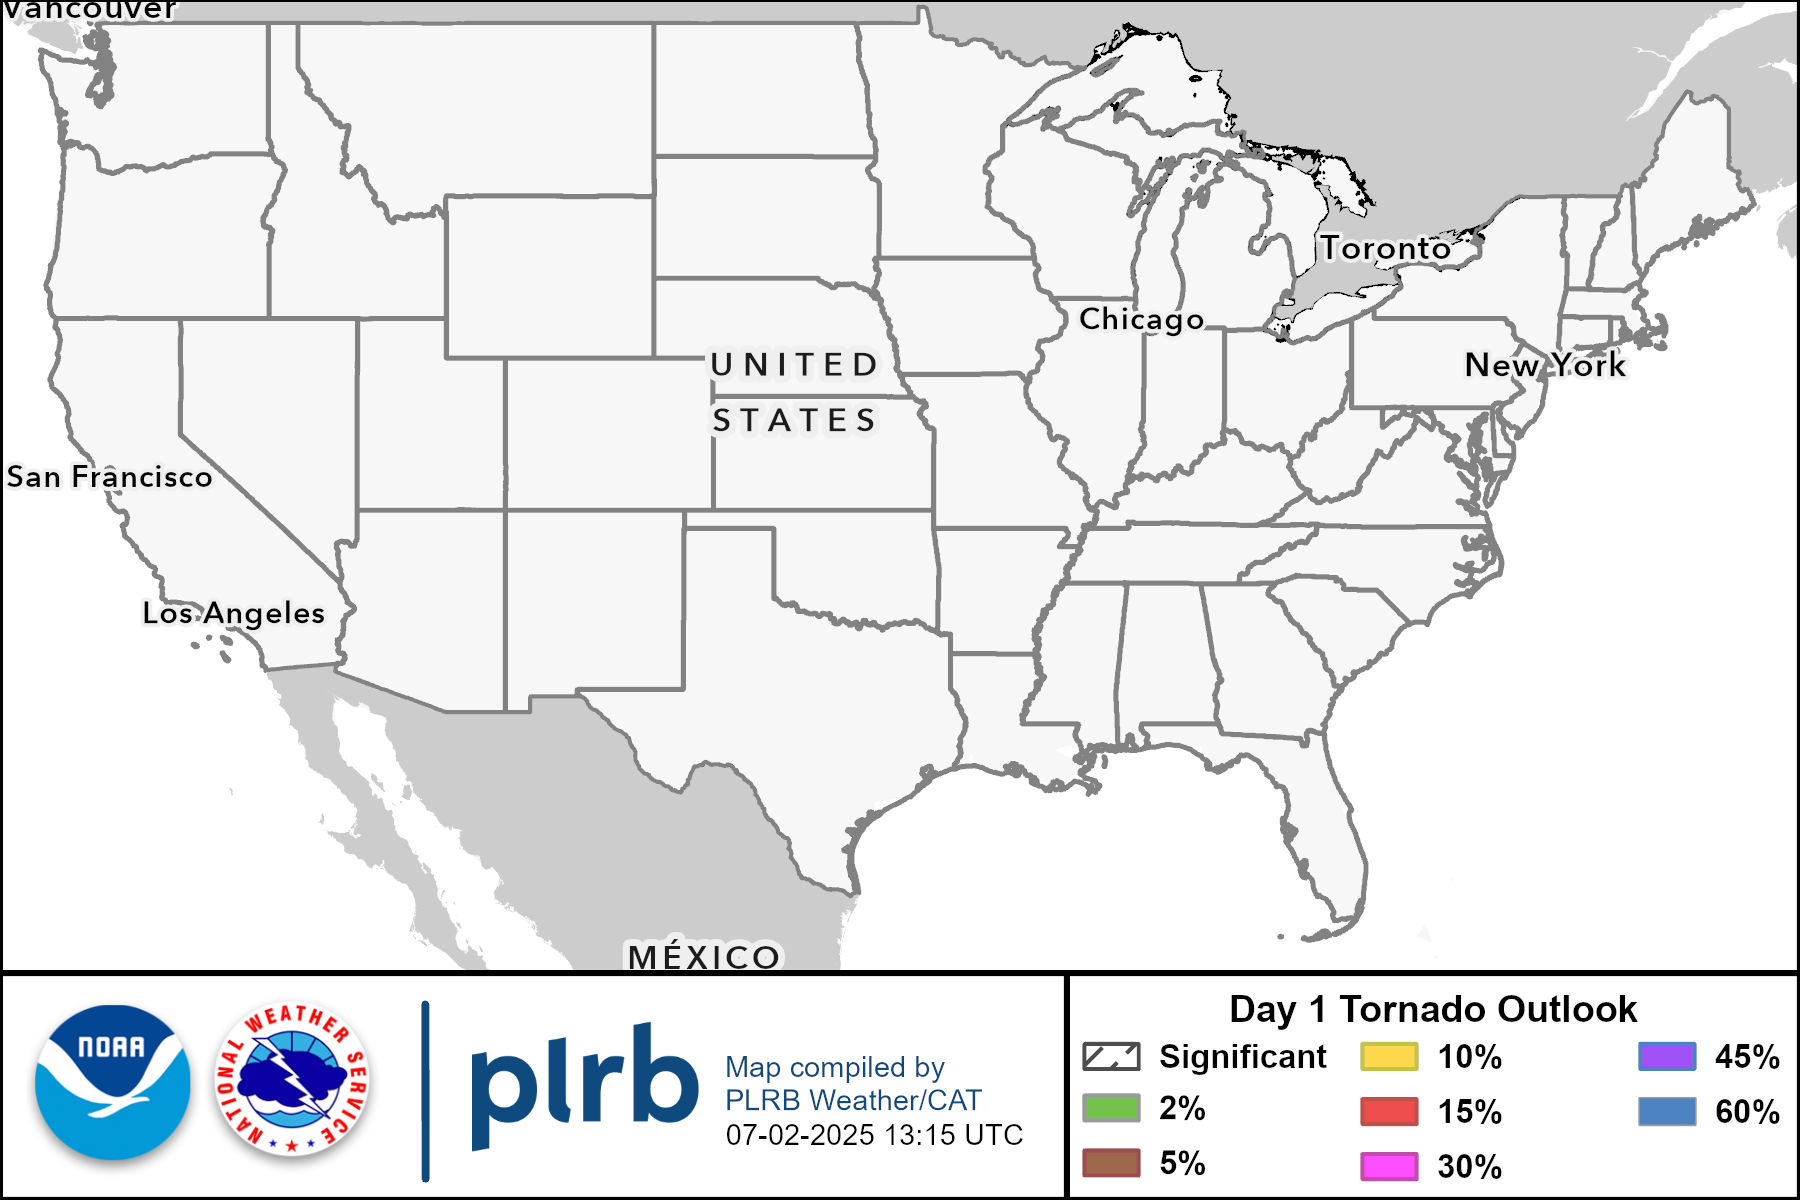 Vancouver
Toronto
Chicago
UNITED
New York
STATES
San Francisco
Los Angeles
MÉXICO
NOAA
NATIONAL WEATHER SERVICE
plrb
Map compiled by
PLRB Weather/CAT
07-02-2025 13:15 UTC
Day 1 Tornado Outlook
Significant
2%
5%
10%
15%
30%
45%
60%